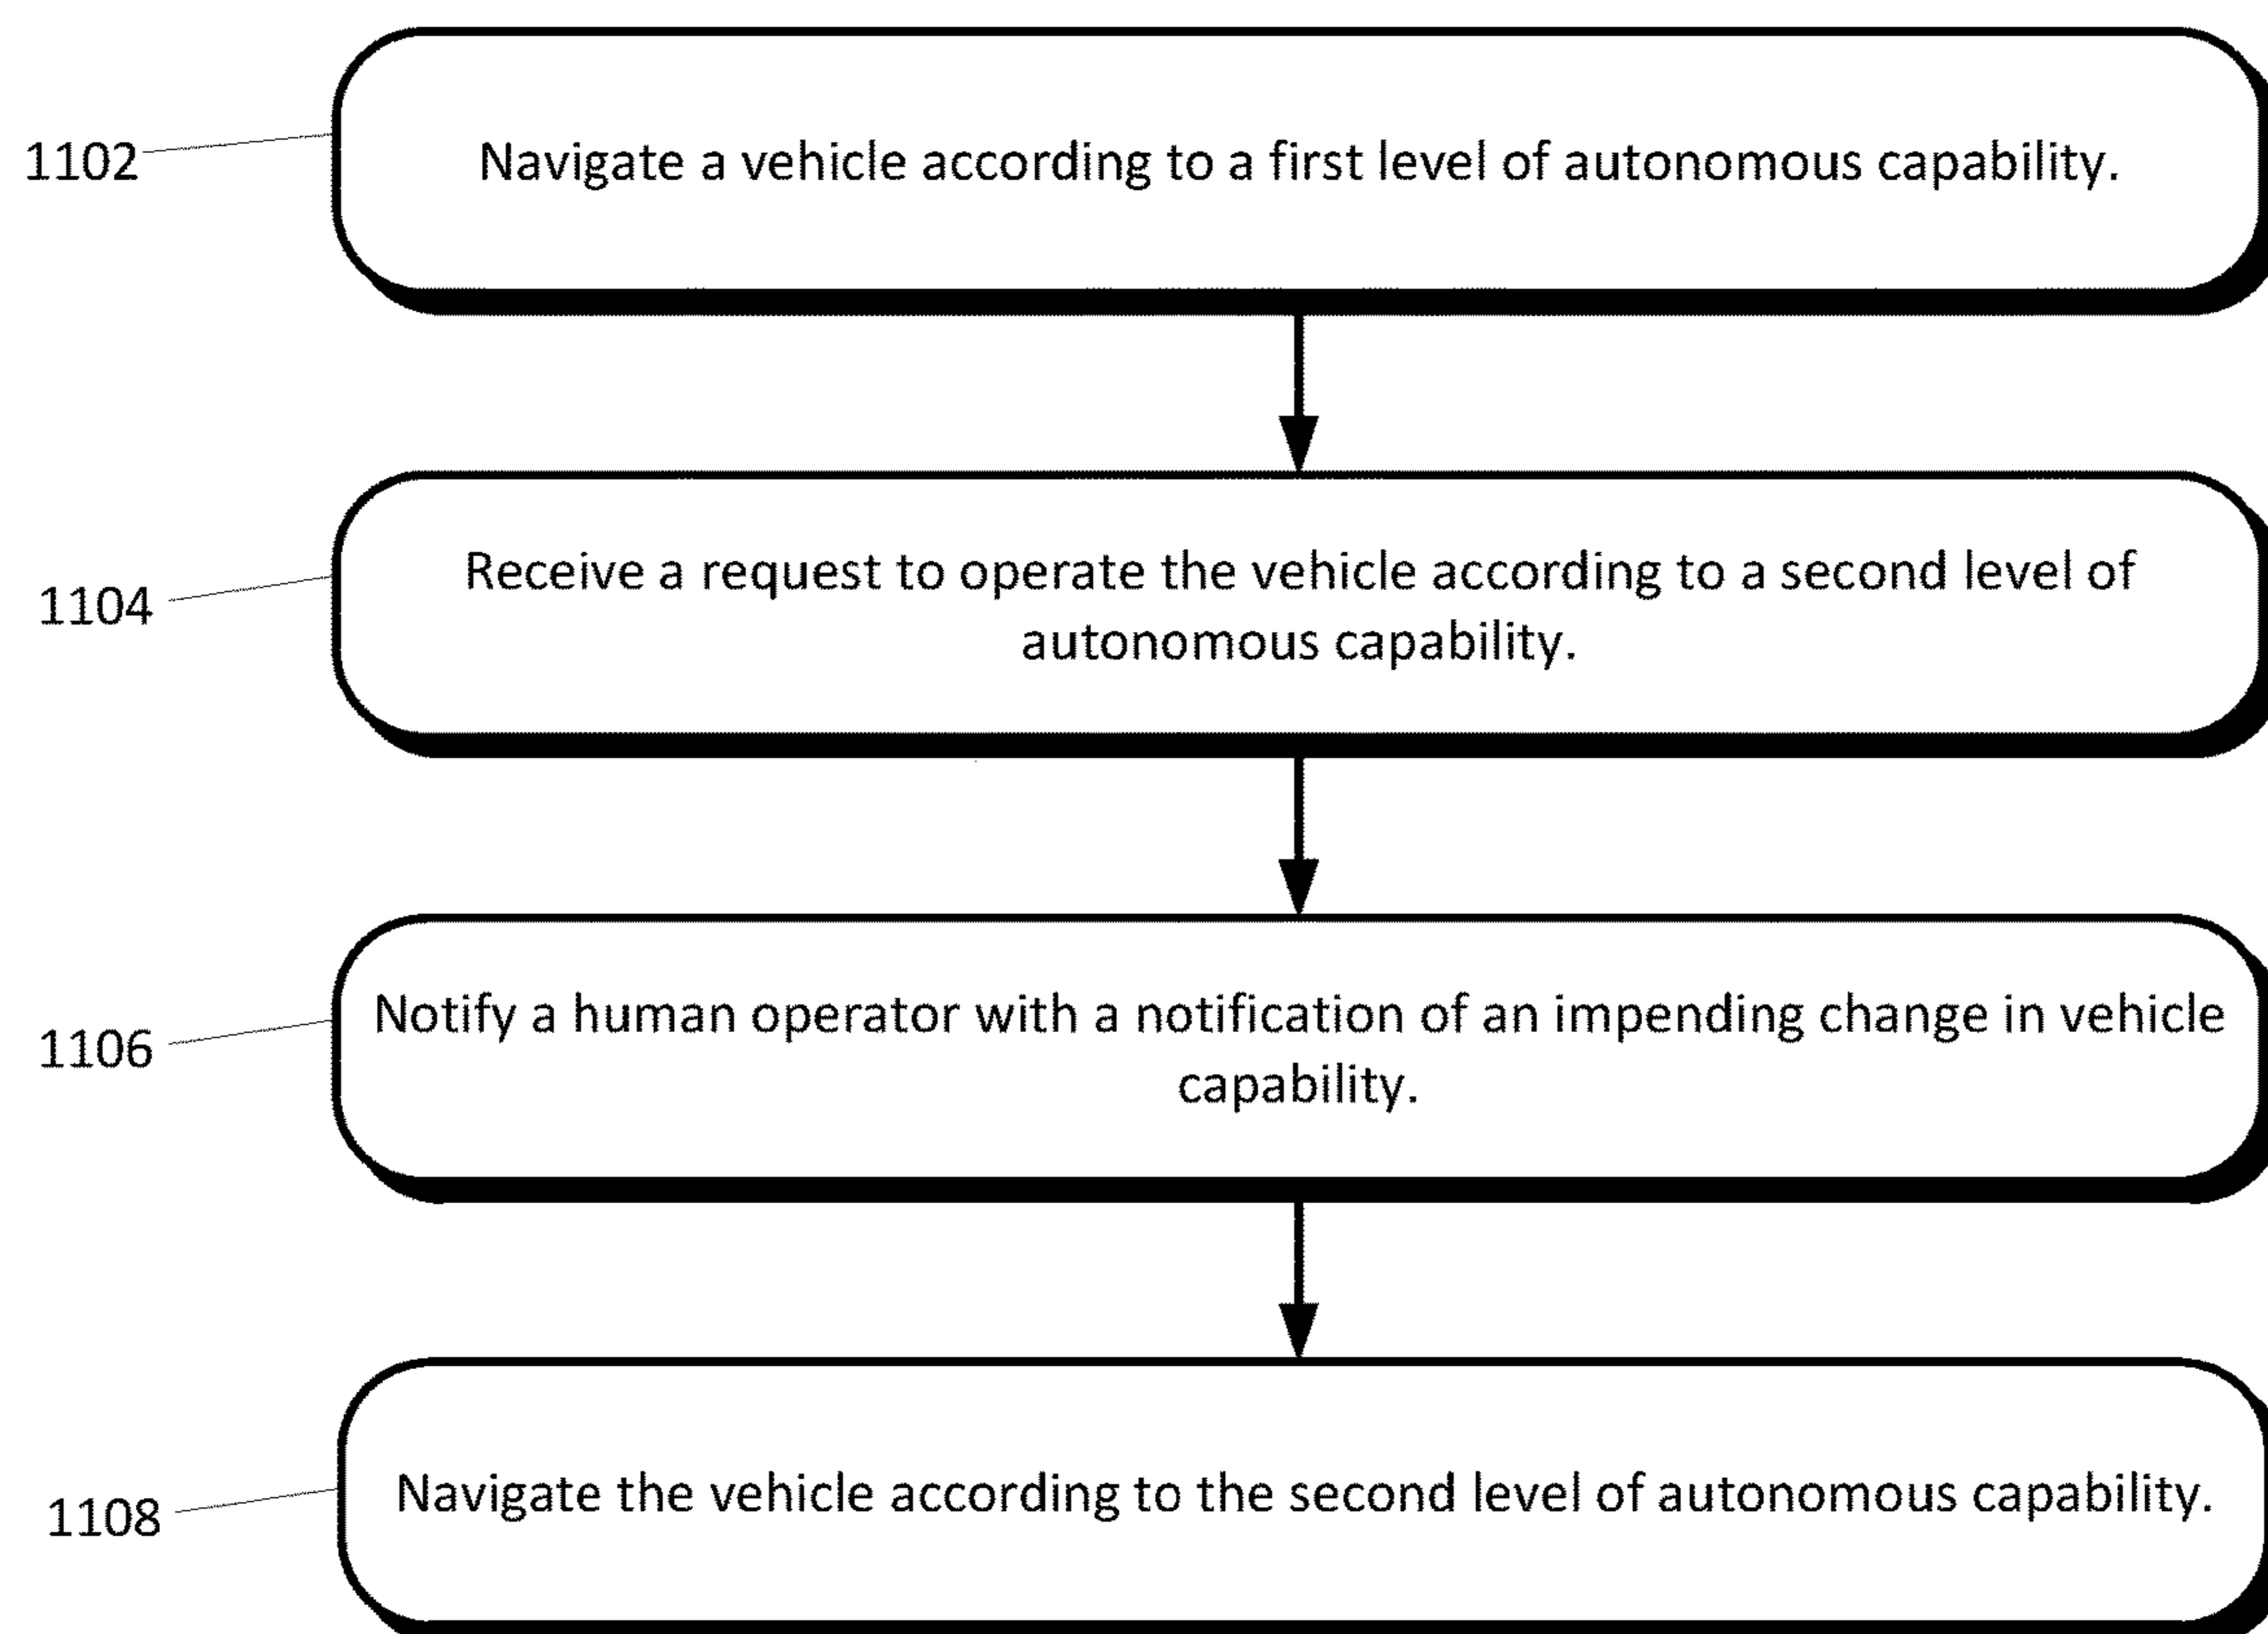 1102
Navigate a vehicle according to a first level of autonomous capability.
1104
Receive a request to operate the vehicle according to a second level of
autonomous capability.
1106
Notify a human operator with a notification of an impending change in vehicle
capability.
1108
Navigate the vehicle according to the second level of autonomous capability.